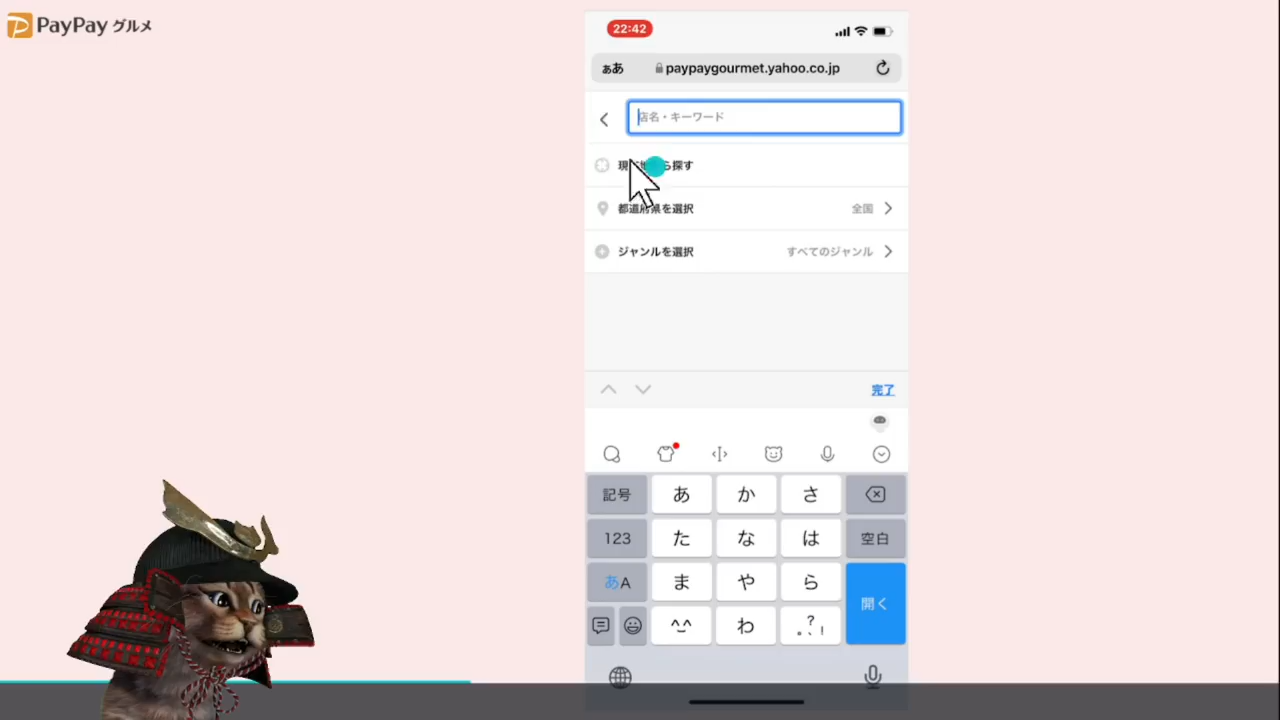 PayPay グルメ
22:42
ああ
paypaygourmet.yahoo.co.jp
店名・キーワード
探す
都道府県を選択
全国
ジャンルを選択
すべてのジャンル
完了
記号
あ
か
さ
123
た
な
は
空白
あA
ま
や
ら
開く
^_^
わ
、。?!